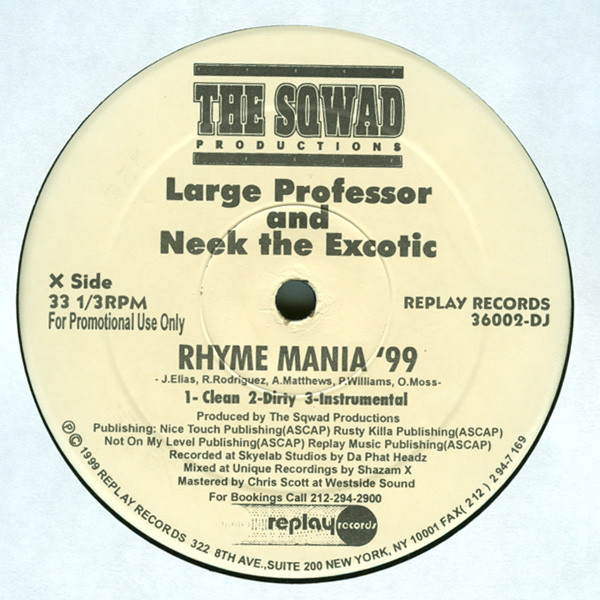 THE SQWAD
PRODUCTIONS
Large Professor
and
Neek the Excotic
X Side
33 1/3RPM
For Promotional Use Only
REPLAY RECORDS
36002-DJ
RHYME MANIA '99
- J.Elias, R.Rodriguez, A.Matthews, P.Williams, O.Moss-
1- Clean 2-Dirty 3-Instrumental
Produced by The Sqwad Productions
Publishing: Nice Touch Publishing(ASCAP) Rusty Killa Publishing(ASCAP)
Not On My Level Publishing(ASCAP) Replay Music Publishing(ASCAP)
Recorded at Skyelab Studios by Da Phat Headz
Mixed at Unique Recordings by Shazam X
Mastered by Chris Scott at Westside Sound
For Bookings Call 212-294-2900
replay records
℗©1999 REPLAY RECORDS 322 8TH AVE.,SUITE 200 NEW YORK, NY 10001 FAX( 212 ) 2 94-7 169